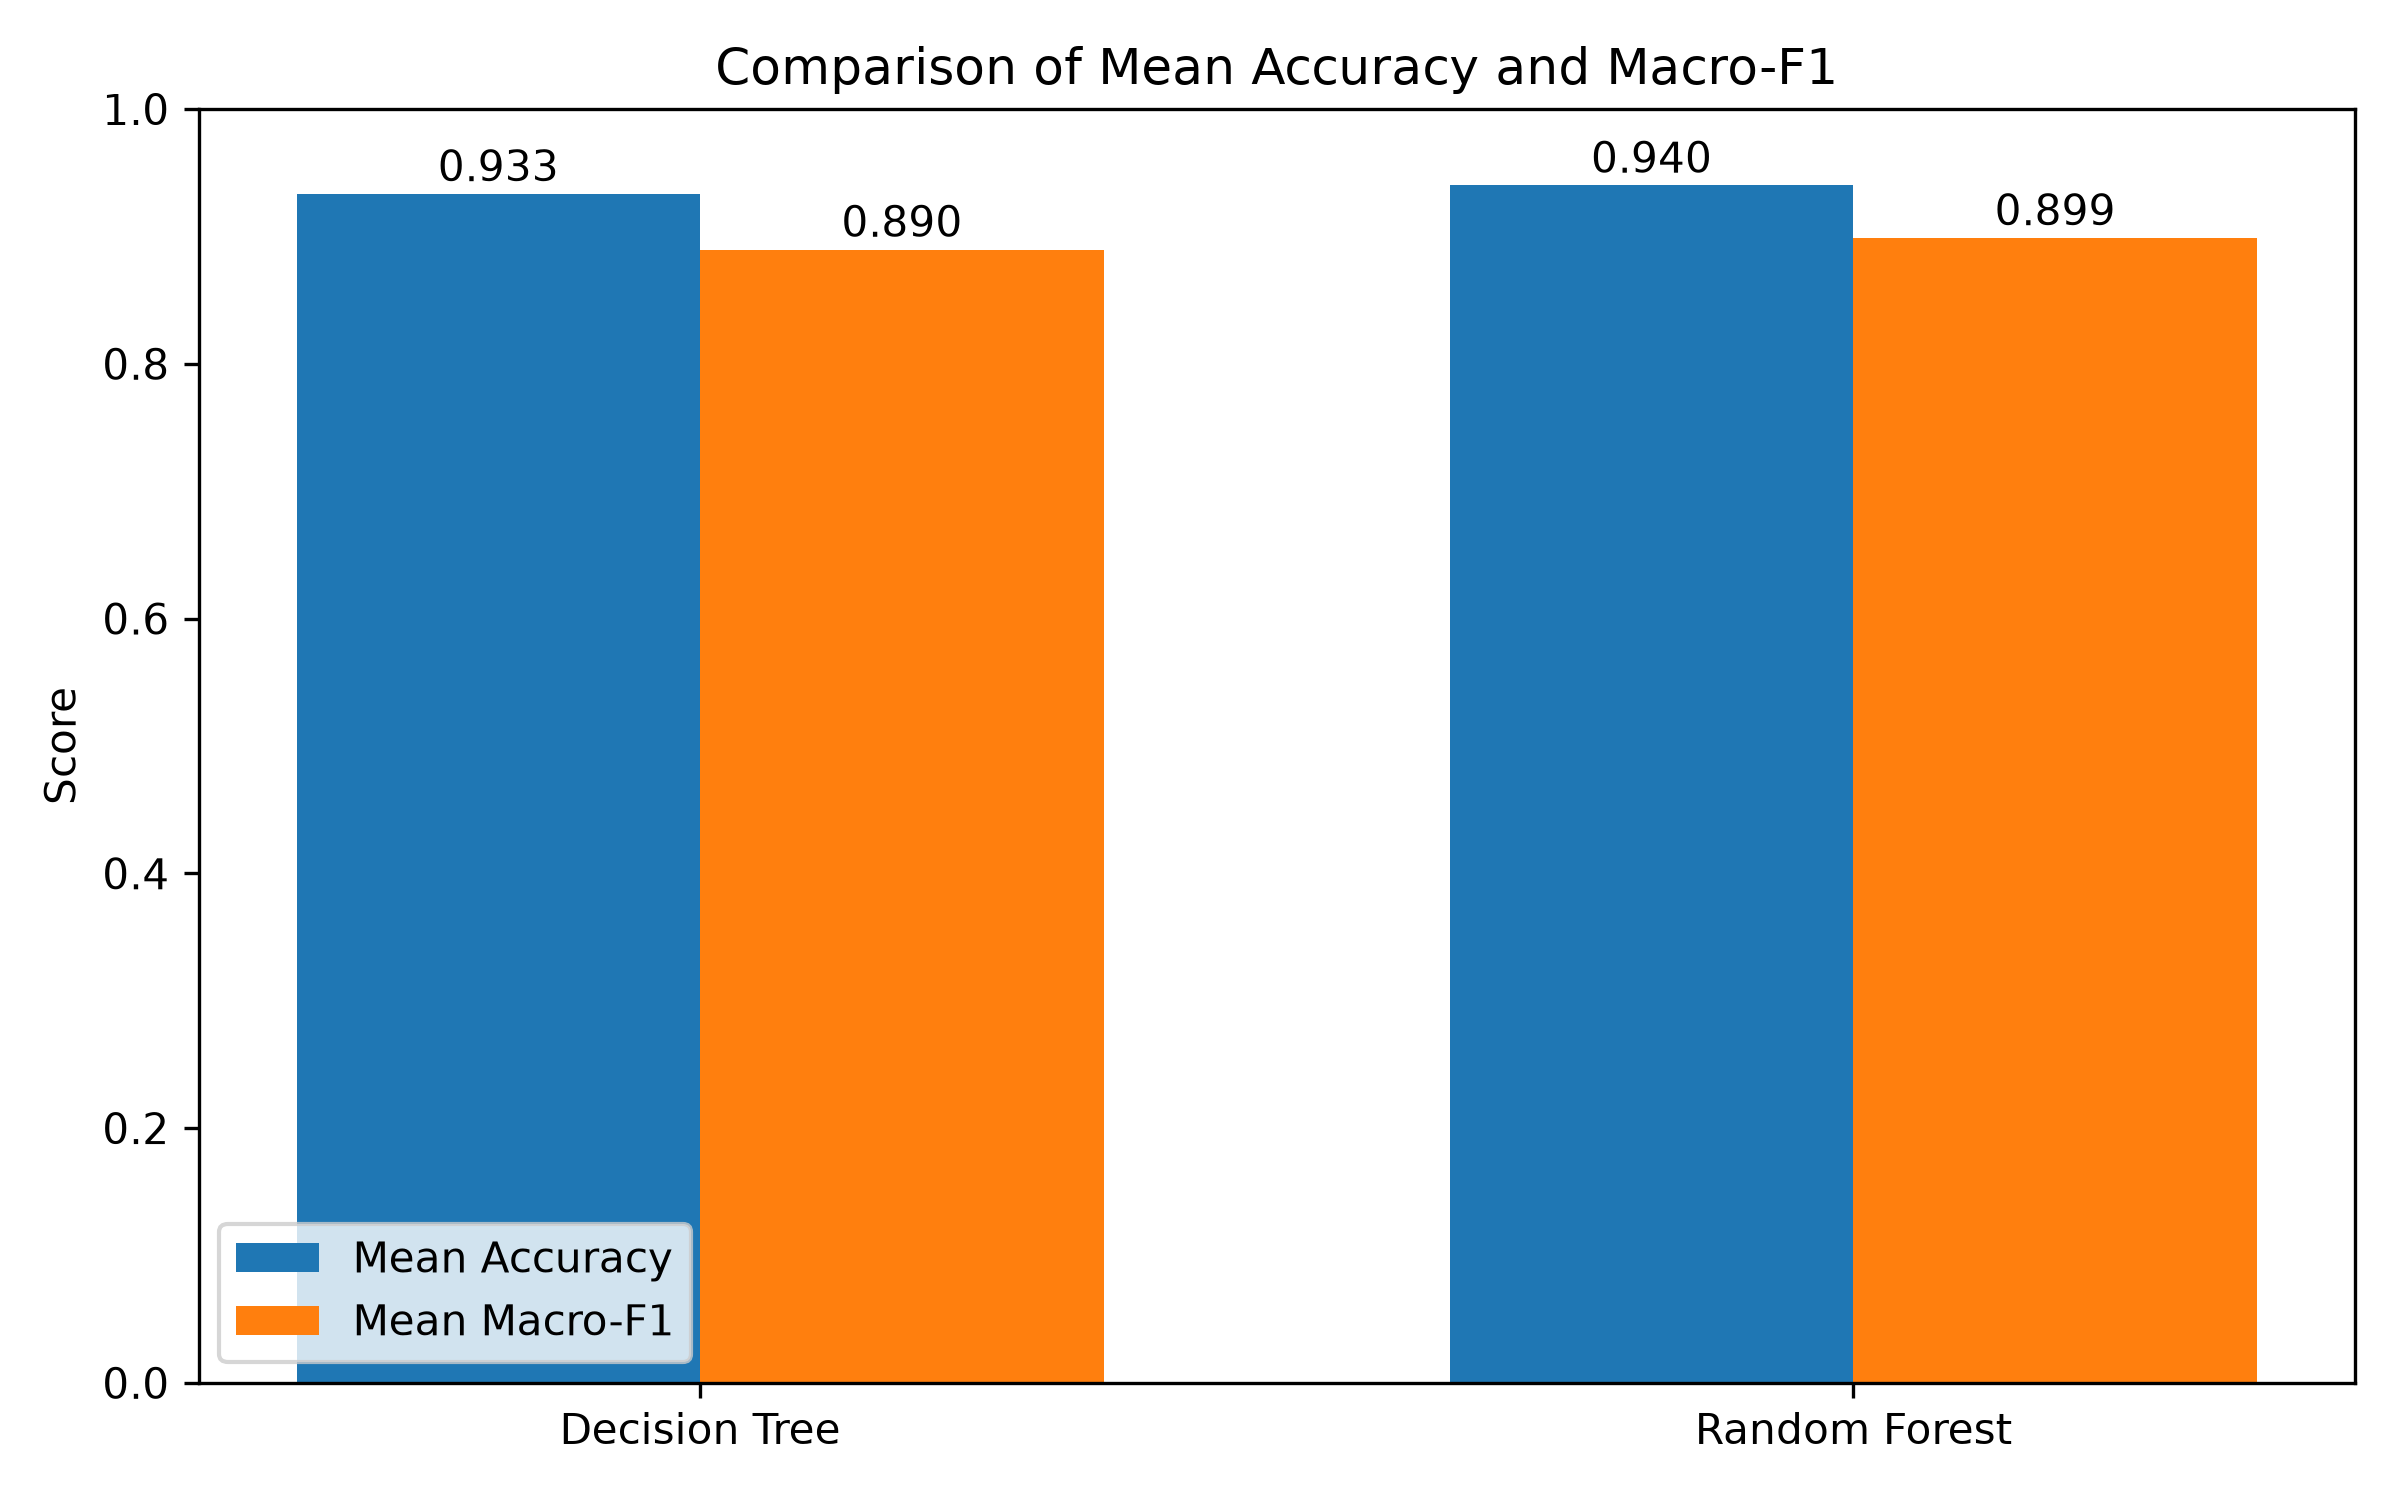 Comparison of Mean Accuracy and Macro-F1
1.0
0.8
0.6
0.4
0.2
0.0
Score
0.933
0.890
0.940
0.899
Mean Accuracy
Mean Macro-F1
Decision Tree
Random Forest